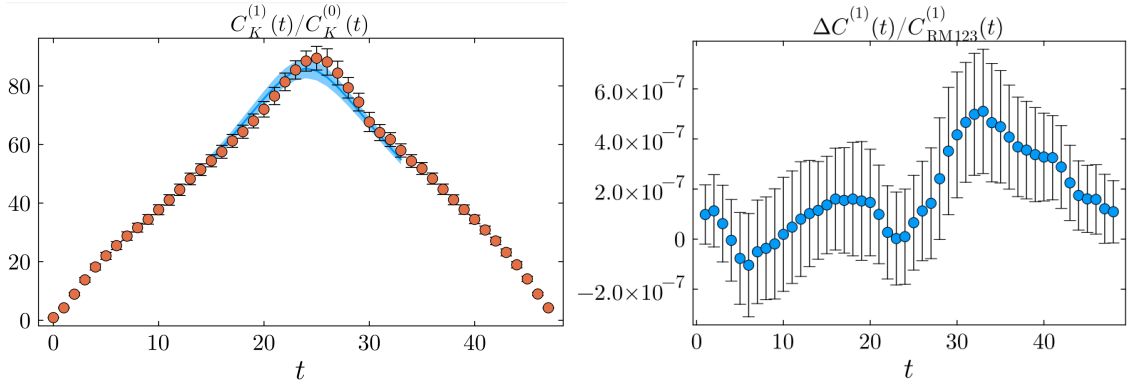 C_K^{(1)}(t)/C_K^{(0)}(t)
80
60
40
20
0
0 10 20 30 40
t
ΔC^{(1)}(t)/C_{RM123}^{(1)}(t)
6.0×10^{-7}
4.0×10^{-7}
2.0×10^{-7}
0
−2.0×10^{-7}
0 10 20 30 40
t